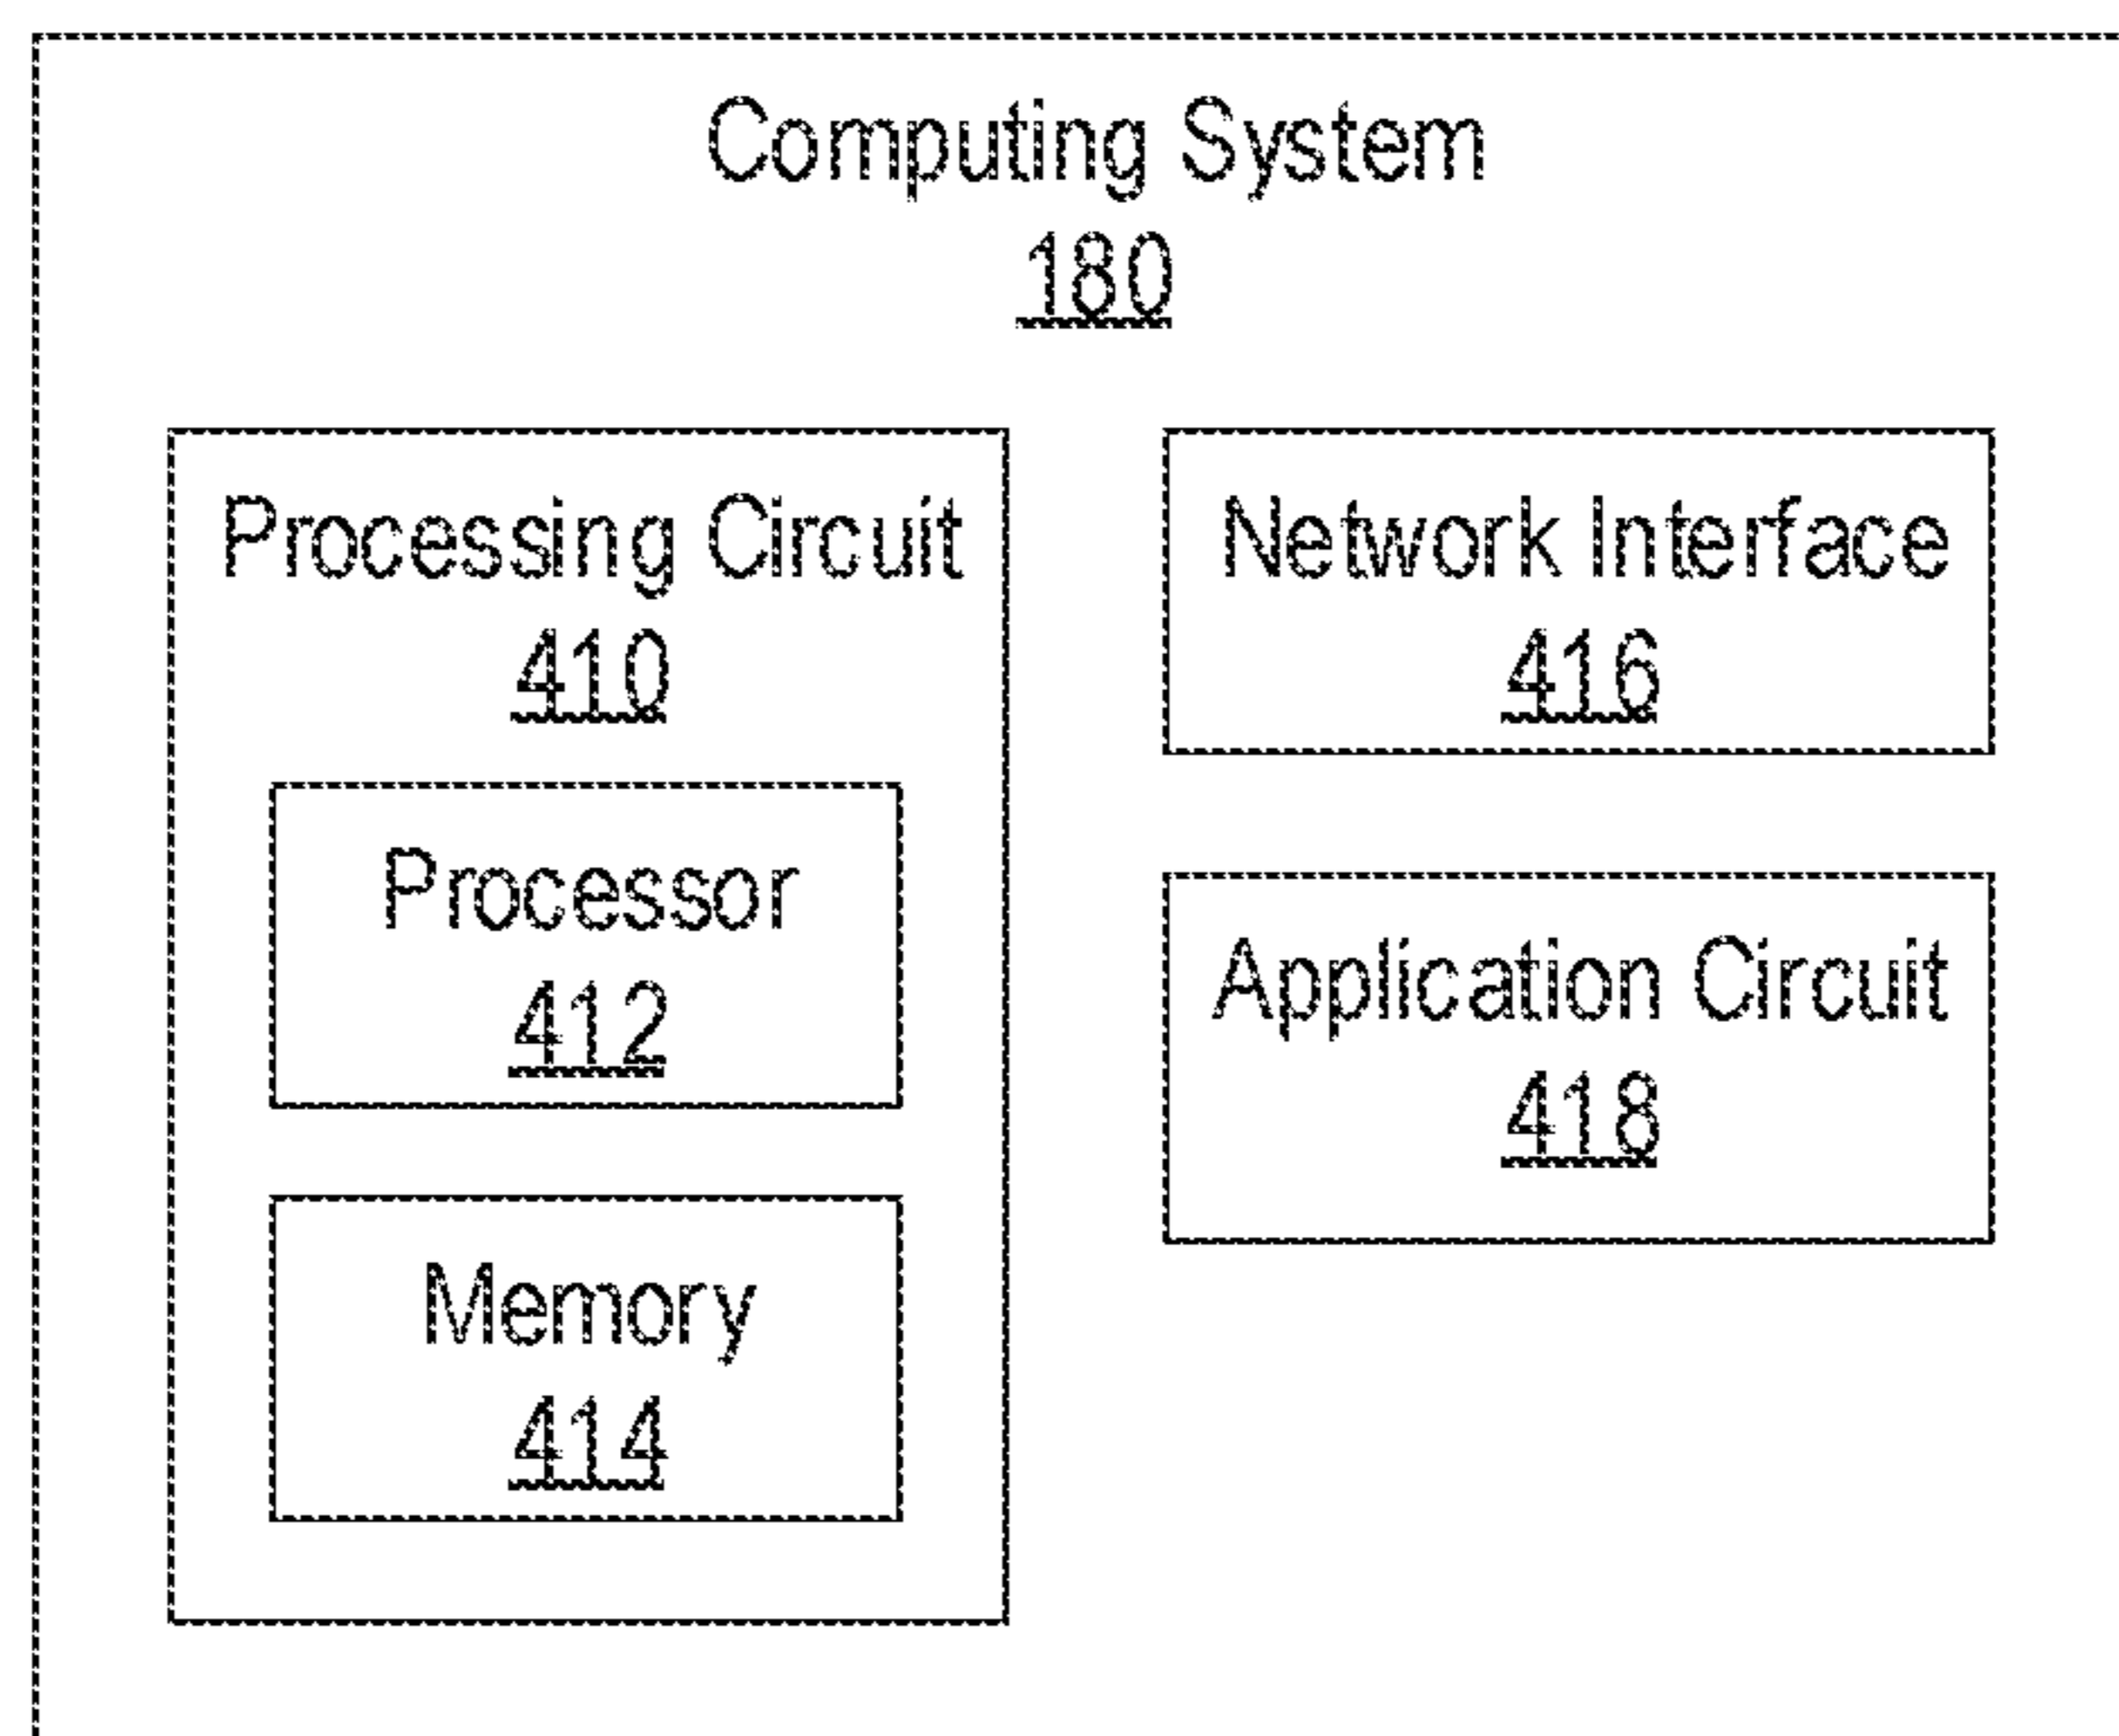 Computing System
180
Processing Circuit
410
Processor
412
Memory
414
Network Interface
416
Application Circuit
418